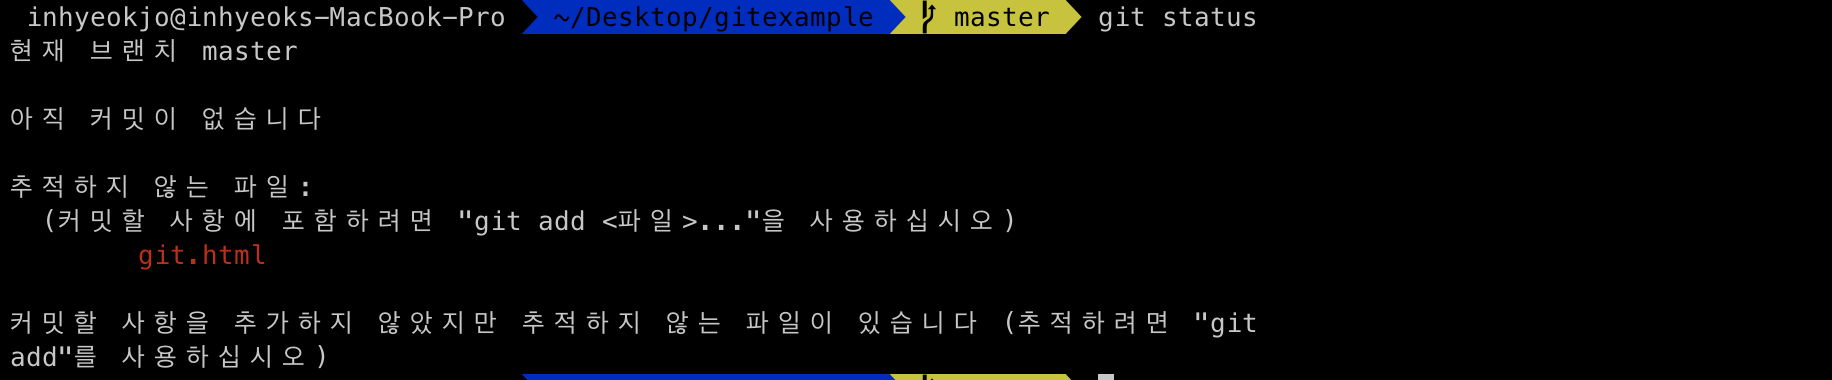 inhyeokjo@inhyeoks-MacBook-Pro ~/Desktop/gitexample master git status
현재 브랜치 master
아직 커밋이 없습니다
추적하지 않는 파일:
(커밋할 사항에 포함하려면 "git add <파일>..."을 사용하십시오)
git.html
커밋할 사항을 추가하지 않았지만 추적하지 않는 파일이 있습니다 (추적하려면 "git
add"를 사용하십시오)